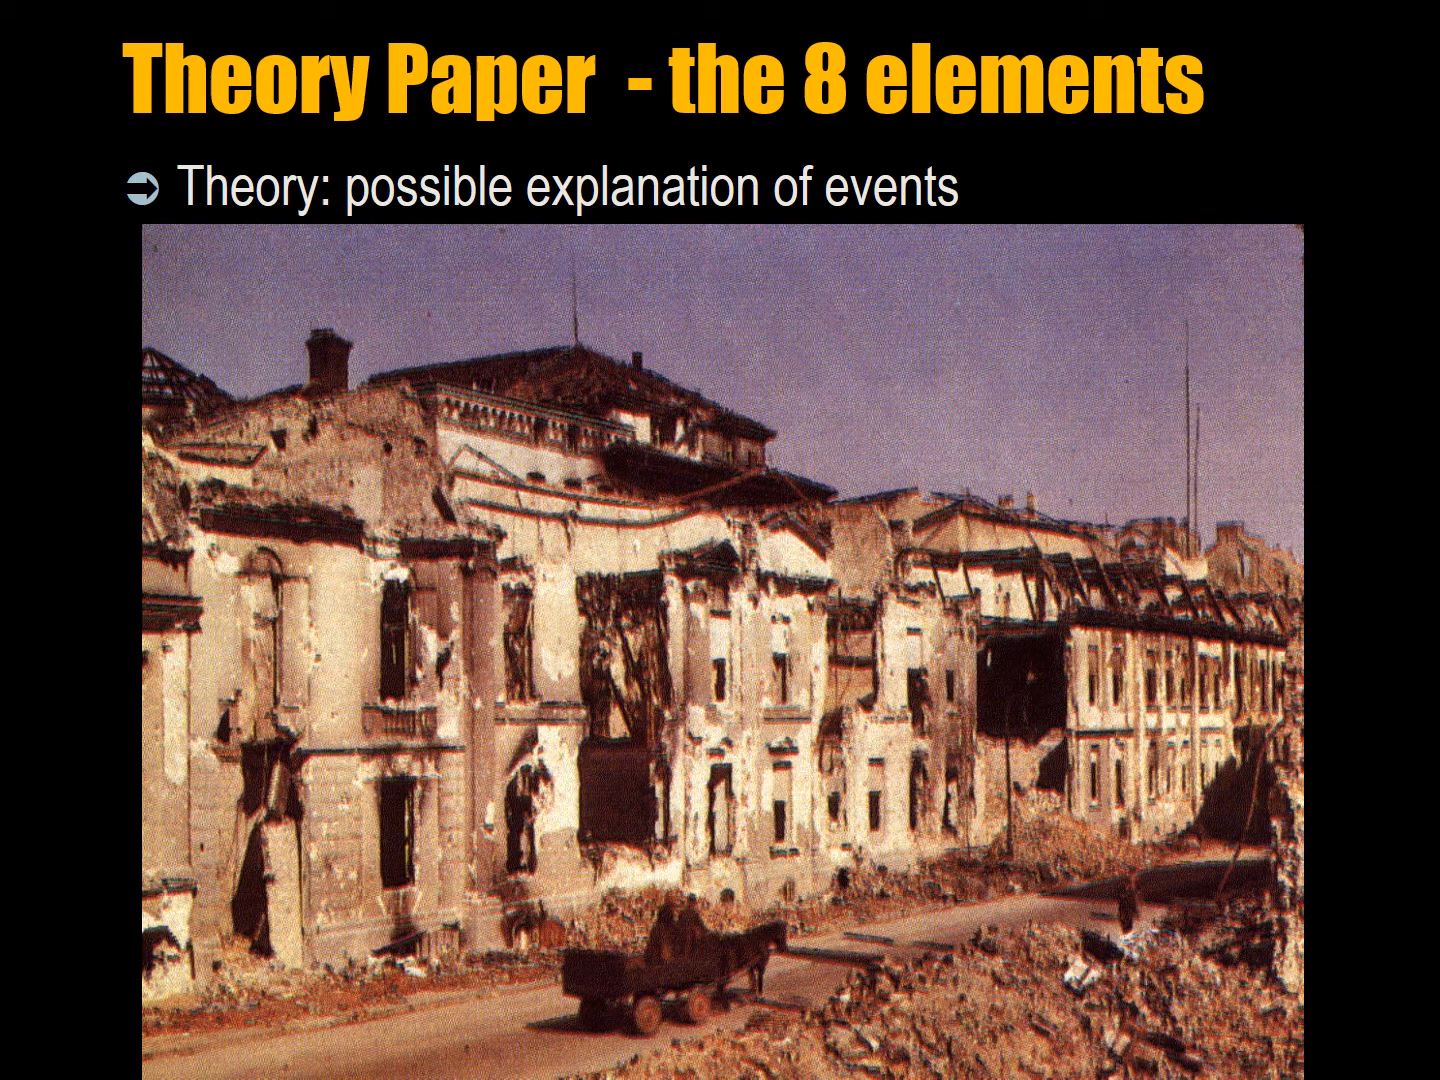 Theory Paper - the 8 elements
Theory: possible explanation of events